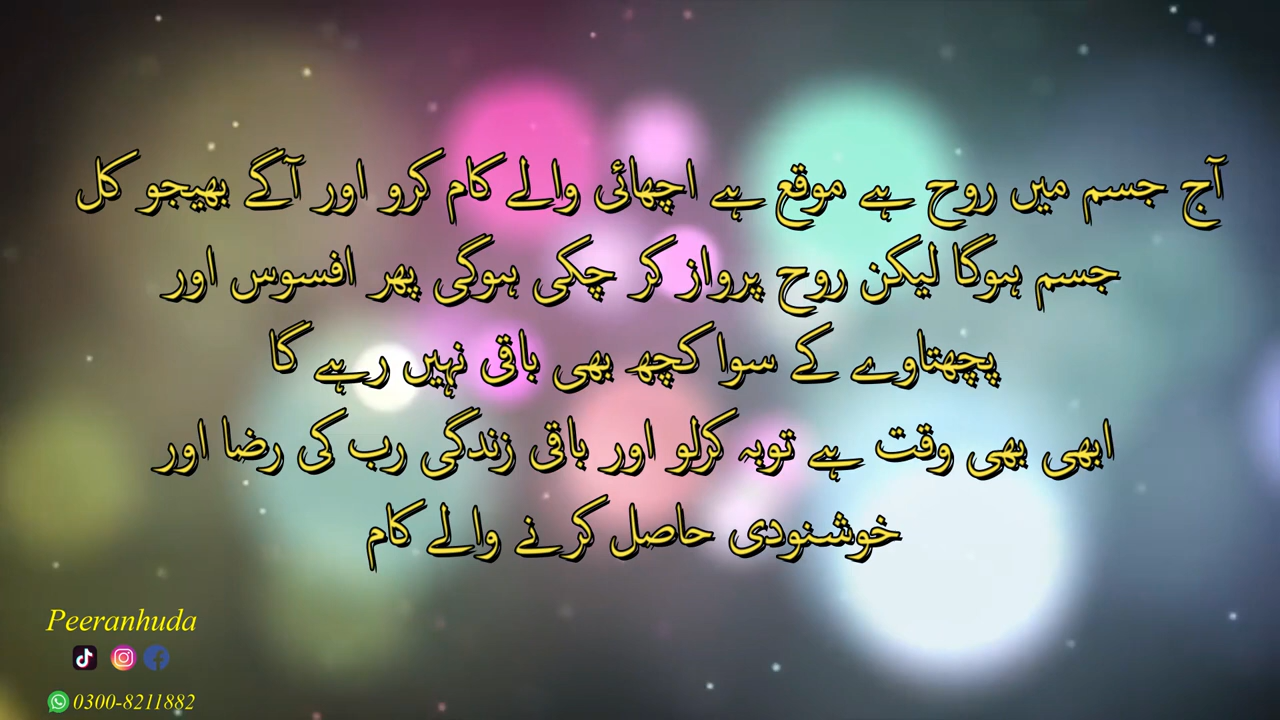 آج جسم میں روح ہے موقع ہے اچھائی والے کام کرو اور آگے بھیجو کل
جسم ہوگا لیکن روح پرواز کر چکی ہوگی پھر افسوس اور
پچھتاوے کے سوا کچھ بھی باقی نہیں رہے گا
ابھی بھی وقت ہے توبہ کرلو اور باقی زندگی رب کی رضا اور
خوشنودی حاصل کرنے والے کام
Peeranhuda
0300-8211882